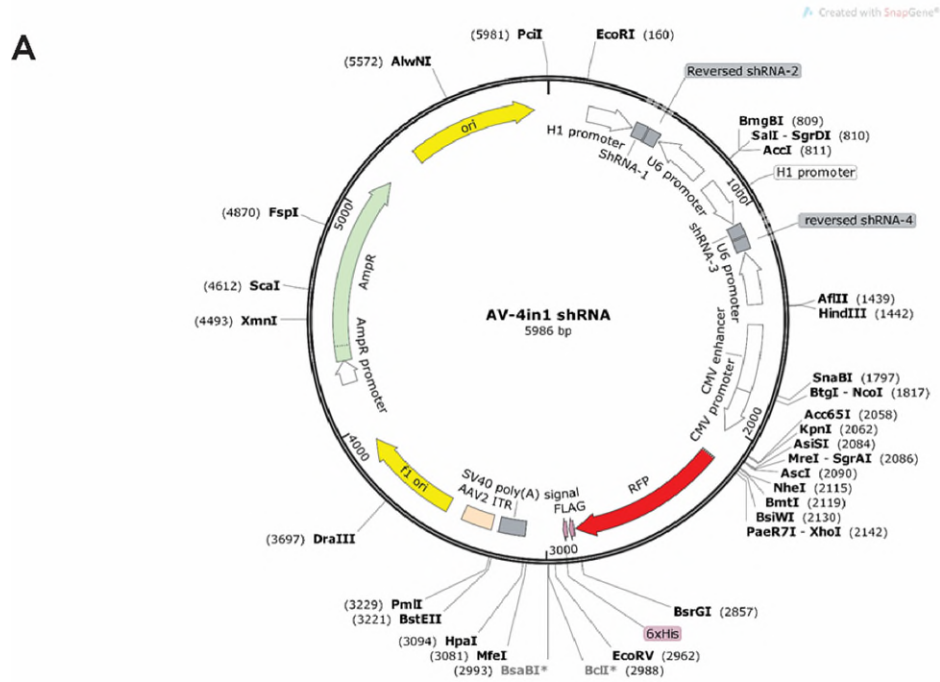 Created with SnapGene®
A
(5981) PciI
EcoRI (160)
(5572) AlwNI
Reversed shRNA-2
ori
H1 promoter
ShRNA-1
U6 promoter
BmgBI (809)
SalI - SgrDI (810)
AccI (811)
1000
H1 promoter
5000
(4870) FspI
reversed shRNA-4
shRNA-3
U6 promoter
AmpR
(4612) ScaI
(4493) XmnI
AV-4in1 shRNA
5986 bp
AflII (1439)
HindIII (1442)
AmpR promoter
CMV enhancer
CMV promoter
SnaBI (1797)
BtgI - NcoI (1817)
2000
Acc65I (2058)
KpnI (2062)
AsiSI (2084)
MreI - SgrAI (2086)
AscI (2090)
NheI (2115)
BmtI (2119)
BsiWI (2130)
PaeR7I - XhoI (2142)
4000
f1 ori
SV40 poly(A) signal
AAV2 ITR
FLAG
RFP
3000
(3697) DraIII
(3229) PmlI
(3221) BstEII
(3094) HpaI
(3081) MfeI
(2993) BsaBI*
BsrGI (2857)
6xHis
EcoRV (2962)
BclI* (2988)